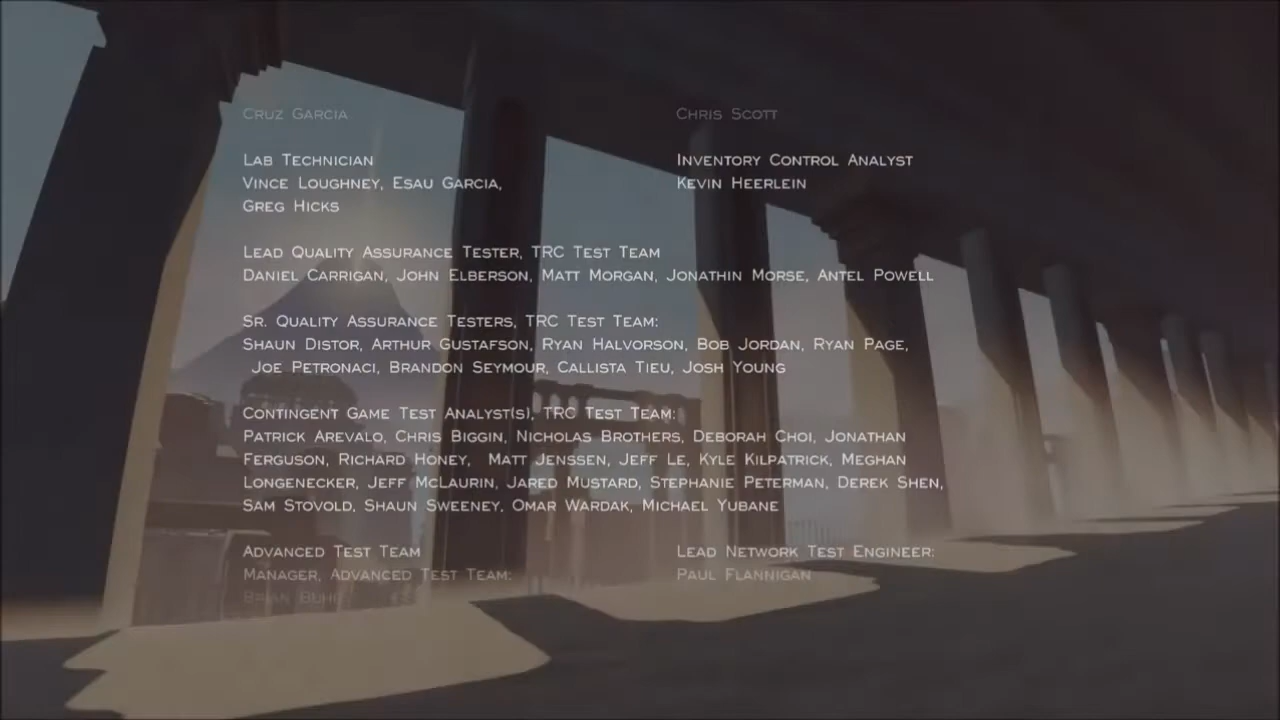 Cruz Garcia
Chris Scott
Lab Technician
Vince Loughney, Esau Garcia,
Greg Hicks
Inventory Control Analyst
Kevin Heerlein
Lead Quality Assurance Tester, TRC Test Team
Daniel Carrigan, John Elberson, Matt Morgan, Jonathin Morse, Antel Powell
Sr. Quality Assurance Testers, TRC Test Team:
Shaun Distor, Arthur Gustafson, Ryan Halvorson, Bob Jordan, Ryan Page,
Joe Petronaci, Brandon Seymour, Callista Tieu, Josh Young
Contingent Game Test Analyst(s), TRC Test Team:
Patrick Arevalo, Chris Biggin, Nicholas Brothers, Deborah Choi, Jonathan
Ferguson, Richard Honey, Matt Jenssen, Jeff Le, Kyle Kilpatrick, Meghan
Longenecker, Jeff McLaurin, Jared Mustard, Stephanie Peterman, Derek Shen,
Sam Stovold, Shaun Sweeney, Omar Wardak, Michael Yubane
Advanced Test Team
Manager, Advanced Test Team:
Brian
Lead Network Test Engineer:
Paul Flannigan